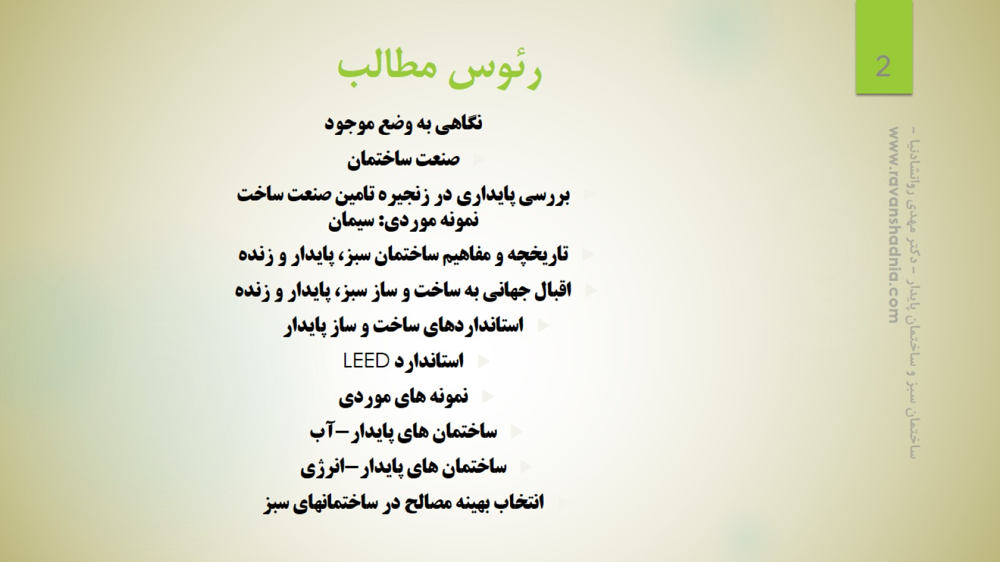 رئوس مطالب
2
نگاهی به وضع موجود
صنعت ساختمان
بررسی پایداری در زنجیره تامین صنعت ساخت
نمونه موردی: سیمان
تاریخچه و مفاهیم ساختمان سبز، پایدار و زنده
اقبال جهانی به ساخت و ساز سبز، پایدار و زنده
استانداردهای ساخت و ساز پایدار
استاندارد LEED
نمونه های موردی
ساختمان های پایدار–آب
ساختمان های پایدار–انرژی
انتخاب بهینه مصالح در ساختمانهای سبز
ساختمان سبز و ساختمان پایدار – دکتر مهدی روانشادنیا –
www.ravanshadnia.com